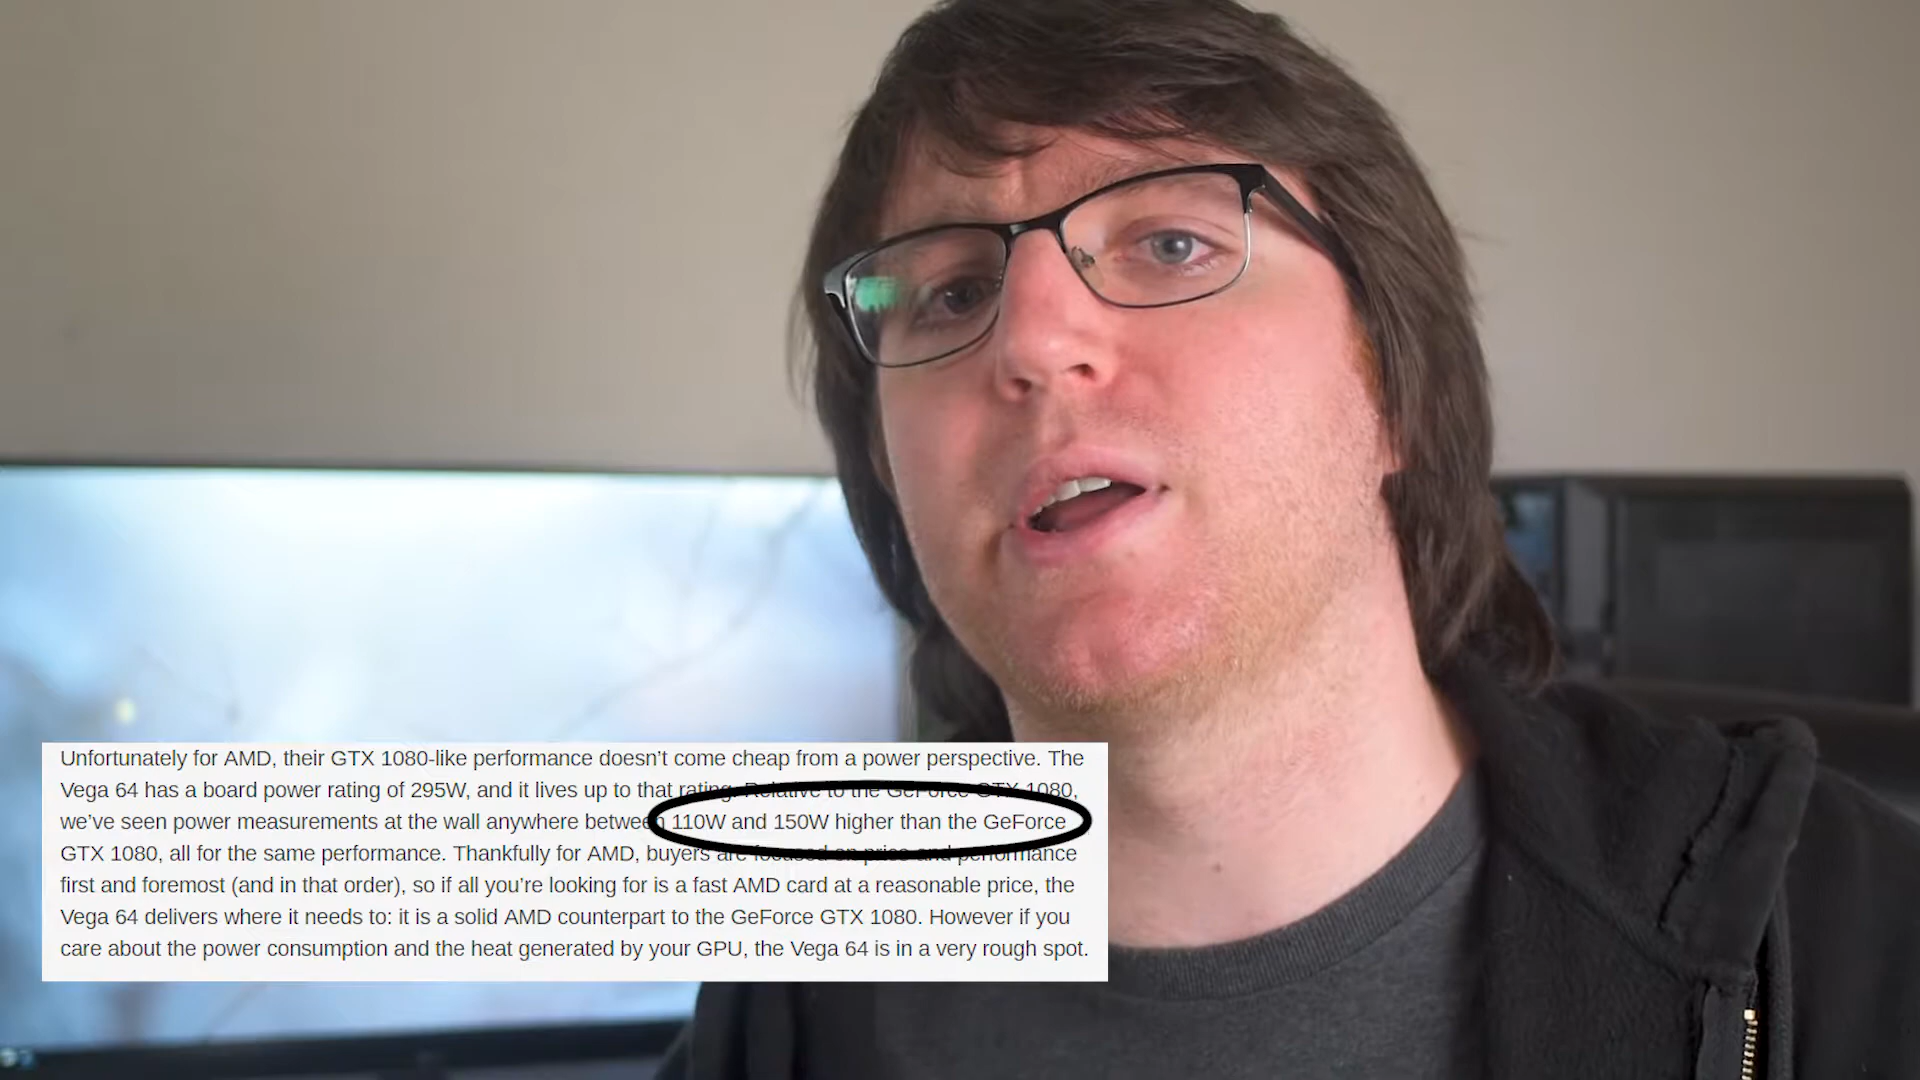 Unfortunately for AMD, their GTX 1080-like performance doesn’t come cheap from a power perspective. The
Vega 64 has a board power rating of 295W, and it lives up to that rating. Relative to the GeForce GTX 1080,
we’ve seen power measurements at the wall anywhere between 110W and 150W higher than the GeForce
GTX 1080, all for the same performance. Thankfully for AMD, buyers are focused on price and performance
first and foremost (and in that order), so if all you’re looking for is a fast AMD card at a reasonable price, the
Vega 64 delivers where it needs to: it is a solid AMD counterpart to the GeForce GTX 1080. However if you
care about the power consumption and the heat generated by your GPU, the Vega 64 is in a very rough spot.